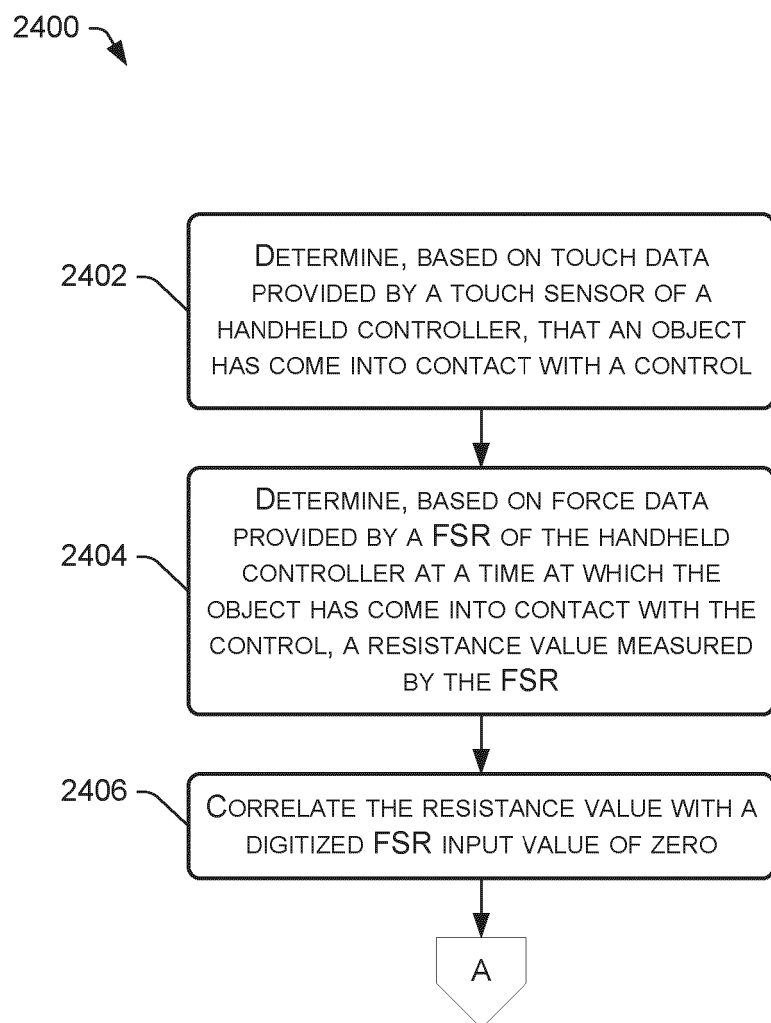 2400
2402
DETERMINE, BASED ON TOUCH DATA
PROVIDED BY A TOUCH SENSOR OF A
HANDHELD CONTROLLER, THAT AN OBJECT
HAS COME INTO CONTACT WITH A CONTROL
2404
DETERMINE, BASED ON FORCE DATA
PROVIDED BY A FSR OF THE HANDHELD
CONTROLLER AT A TIME AT WHICH THE
OBJECT HAS COME INTO CONTACT WITH THE
CONTROL, A RESISTANCE VALUE MEASURED
BY THE FSR
2406
CORRELATE THE RESISTANCE VALUE WITH A
DIGITIZED FSR INPUT VALUE OF ZERO
A